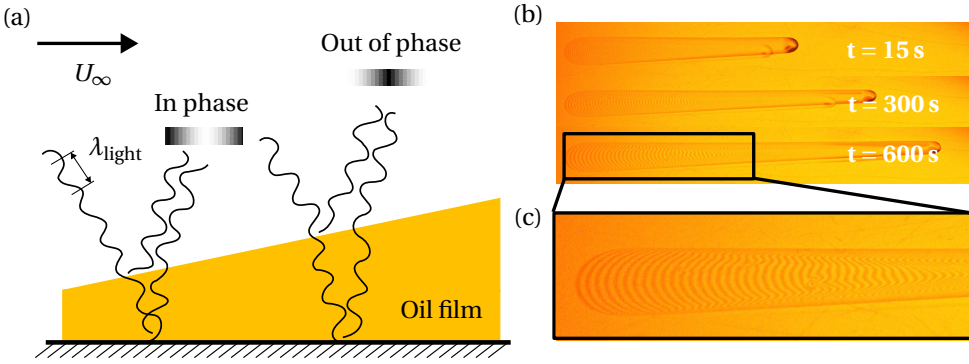 (a)
U∞
Out of phase
In phase
λlight
Oil film
(b)
t = 15 s
t = 300 s
t = 600 s
(c)